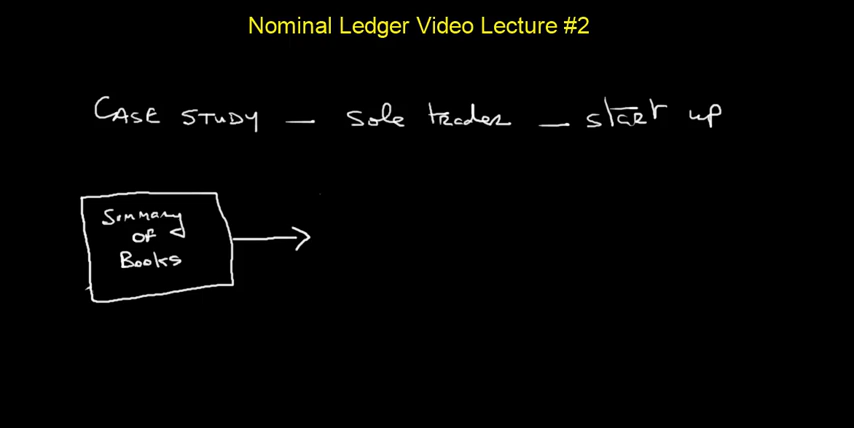 Nominal Ledger Video Lecture #2
CASE STUDY — Sole trader — start up
Summary
of
Books